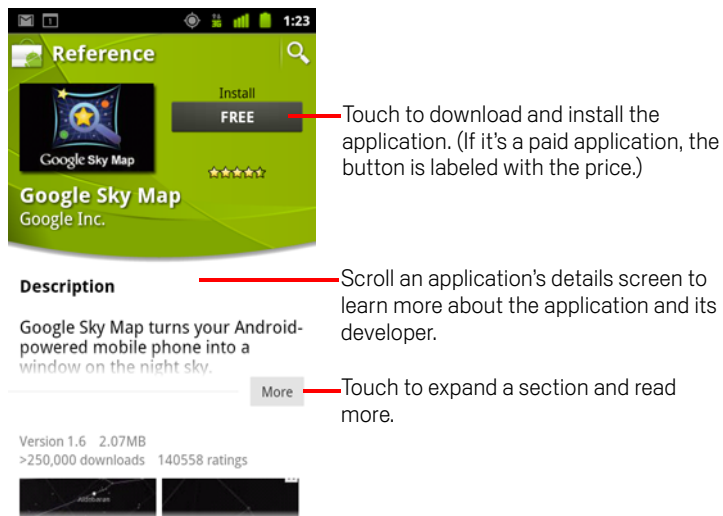 1
1:23
Reference
Install
FREE
Google Sky Map
Google Sky Map
Google Inc.
Touch to download and install the
application. (If it's a paid application, the
button is labeled with the price.)
Description
Scroll an application's details screen to
learn more about the application and its
developer.
Google Sky Map turns your Android-
powered mobile phone into a
window on the night sky.
More
Touch to expand a section and read
more.
Version 1.6 2.07MB
>250,000 downloads 140558 ratings